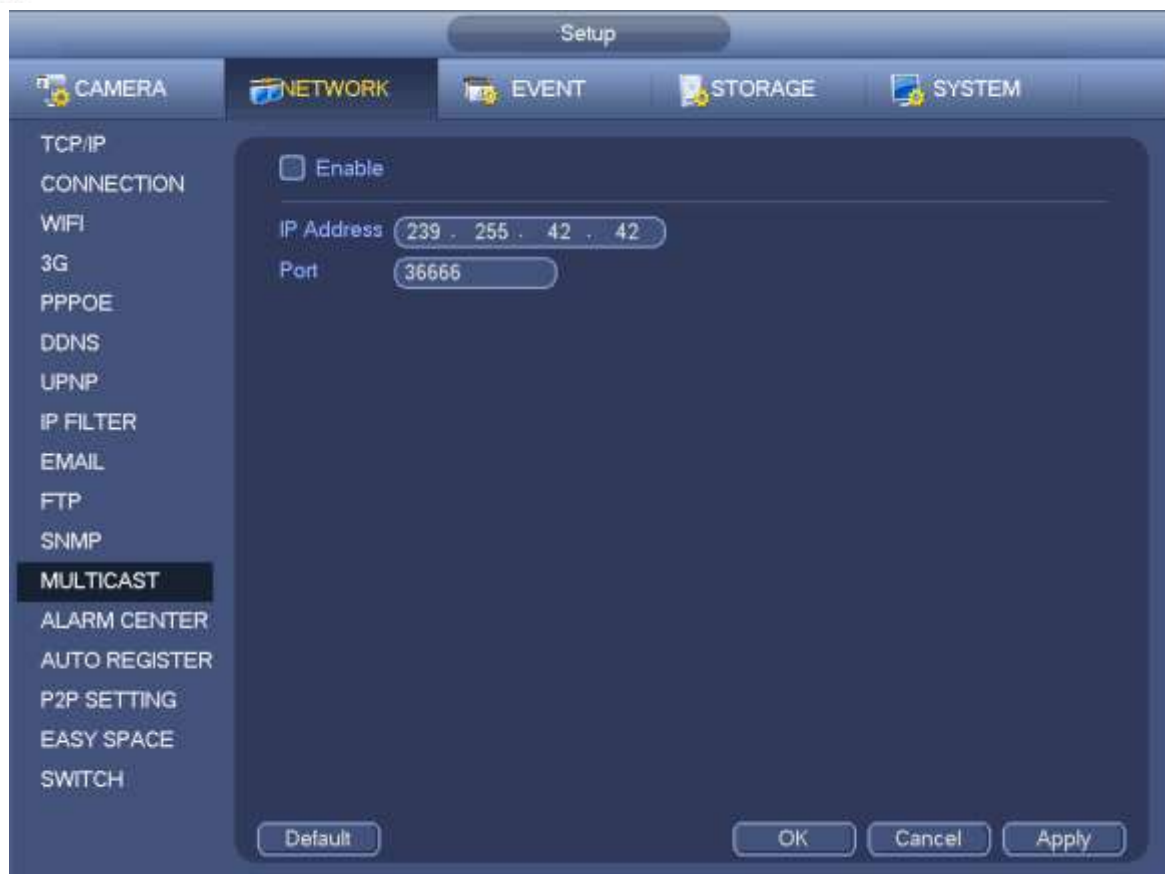 Setup
CAMERA NETWORK EVENT STORAGE SYSTEM
TCP/IP
CONNECTION
WIFI
3G
PPPOE
DDNS
UPNP
IP FILTER
EMAIL
FTP
SNMP
MULTICAST
ALARM CENTER
AUTO REGISTER
P2P SETTING
EASY SPACE
SWITCH
Enable
IP Address 239 . 255 . 42 . 42
Port 36666
Default OK Cancel Apply